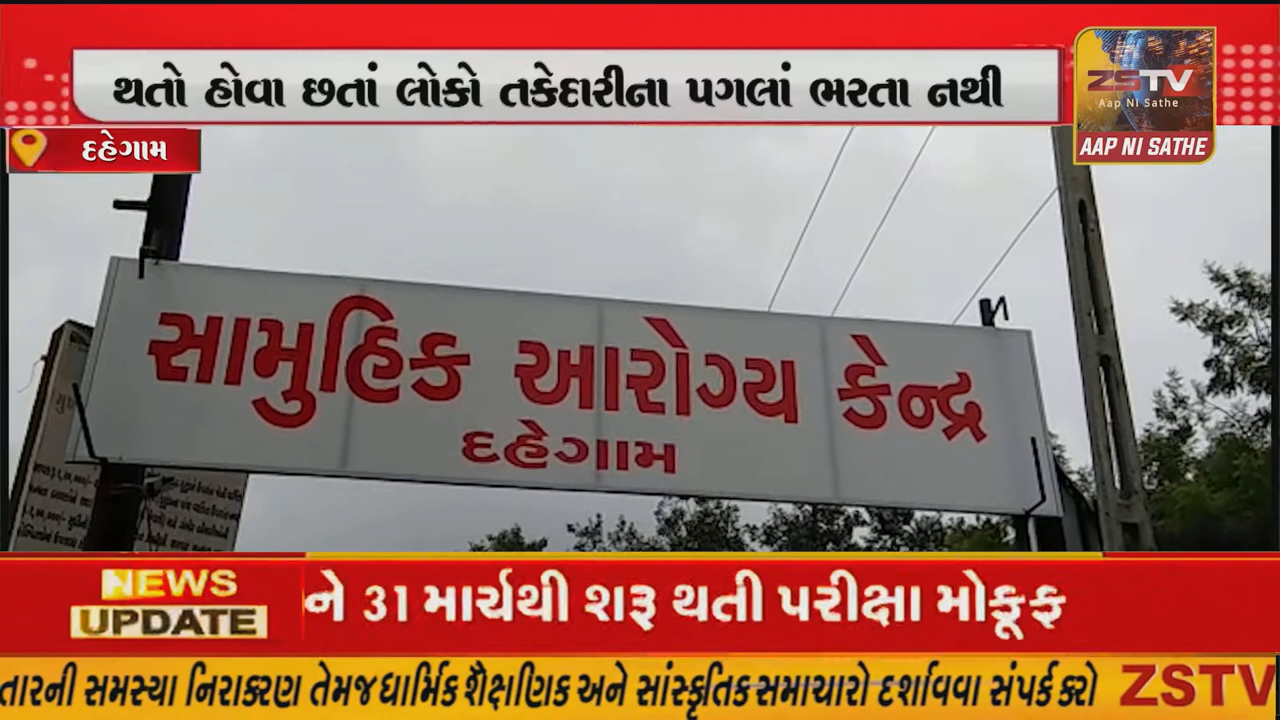 થતો હોવા છતાં લોકો તકેદારીના પગલાં ભરતા નથી
ZSTV
Aap Ni Sathe
AAP NI SATHE
દહેગામ
સામુહિક આરોગ્ય કેન્દ્ર
દહેગામ
NEWS
UPDATE
ને 31 માર્ચથી શરૂ થતી પરીક્ષા મોકૂફ
તારની સમસ્યા નિરાકરણ તેમજ ધાર્મિક શૈક્ષણિક અને સાંસ્કૃતિક સમાચારો દર્શાવવા સંપર્ક કરો ZSTV